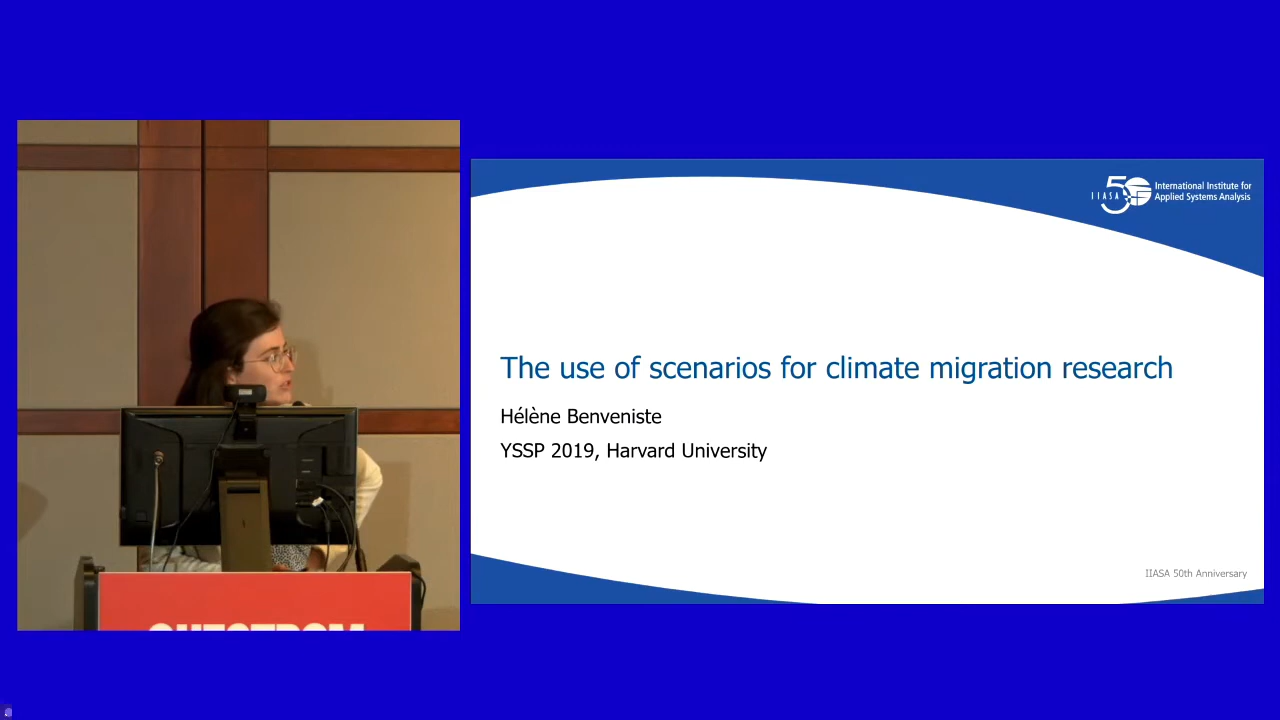 IIASA 50 International Institute for
Applied Systems Analysis
The use of scenarios for climate migration research
Hélène Benveniste
YSSP 2019, Harvard University
IIASA 50th Anniversary